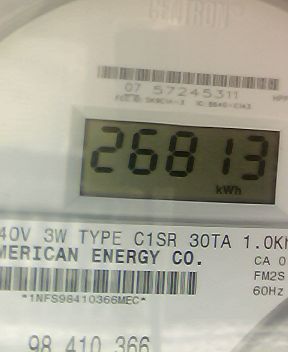 CENTRON
07 57245311
26813
kWh
40V 3W TYPE C1SR 30TA 1.0K
MERICAN ENERGY CO.
CA 0
FM2S
60Hz
*1NFS98410366MEC*
98 410 366